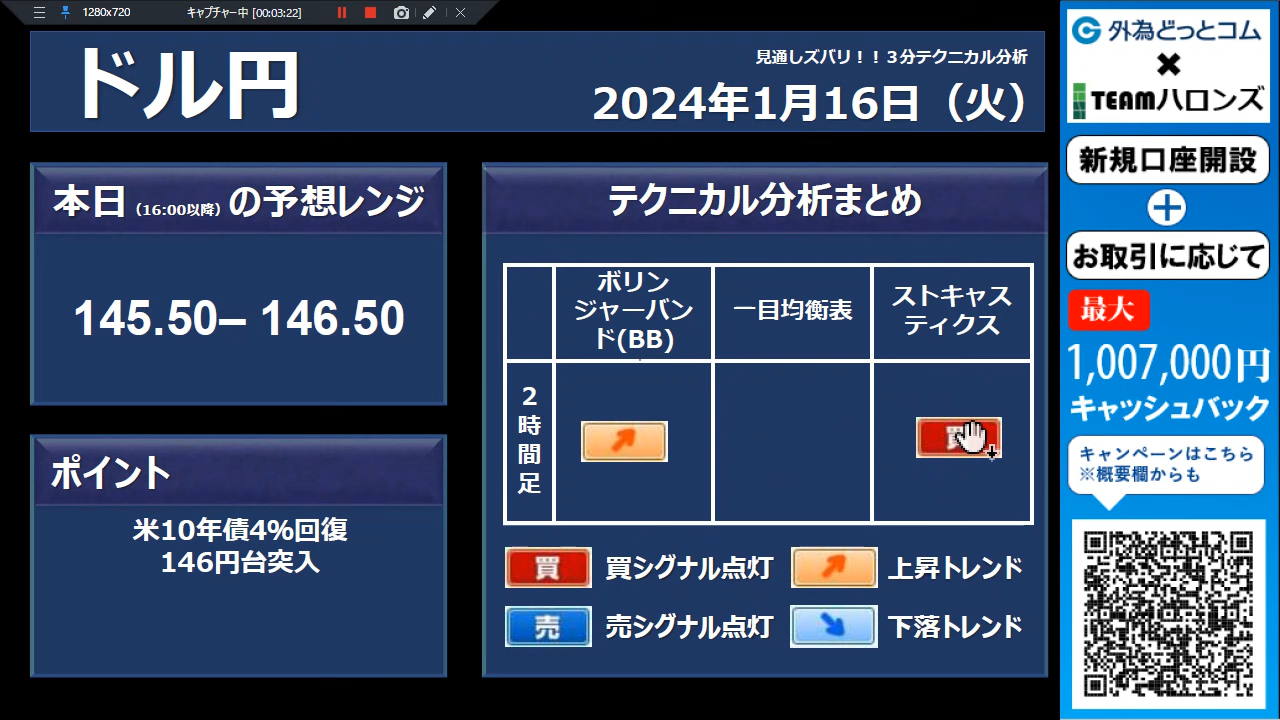 1280x720
キャプチャー中 [00:03:22]
ドル円
見通しズバリ！！３分テクニカル分析
2024年1月16日（火）
本日（16:00以降）の予想レンジ
145.50– 146.50
ポイント
米10年債4%回復
146円台突入
テクニカル分析まとめ
ボリン
ジャーバン
ド(BB)
一目均衡表
ストキャス
ティクス
２
時
間
足
買
買 買シグナル点灯
上昇トレンド
売 売シグナル点灯
下落トレンド
外為どっとコム
×
TEAMハロンズ
新規口座開設
+
お取引に応じて
最大
1,007,000円
キャッシュバック
キャンペーンはこちら
※概要欄からも